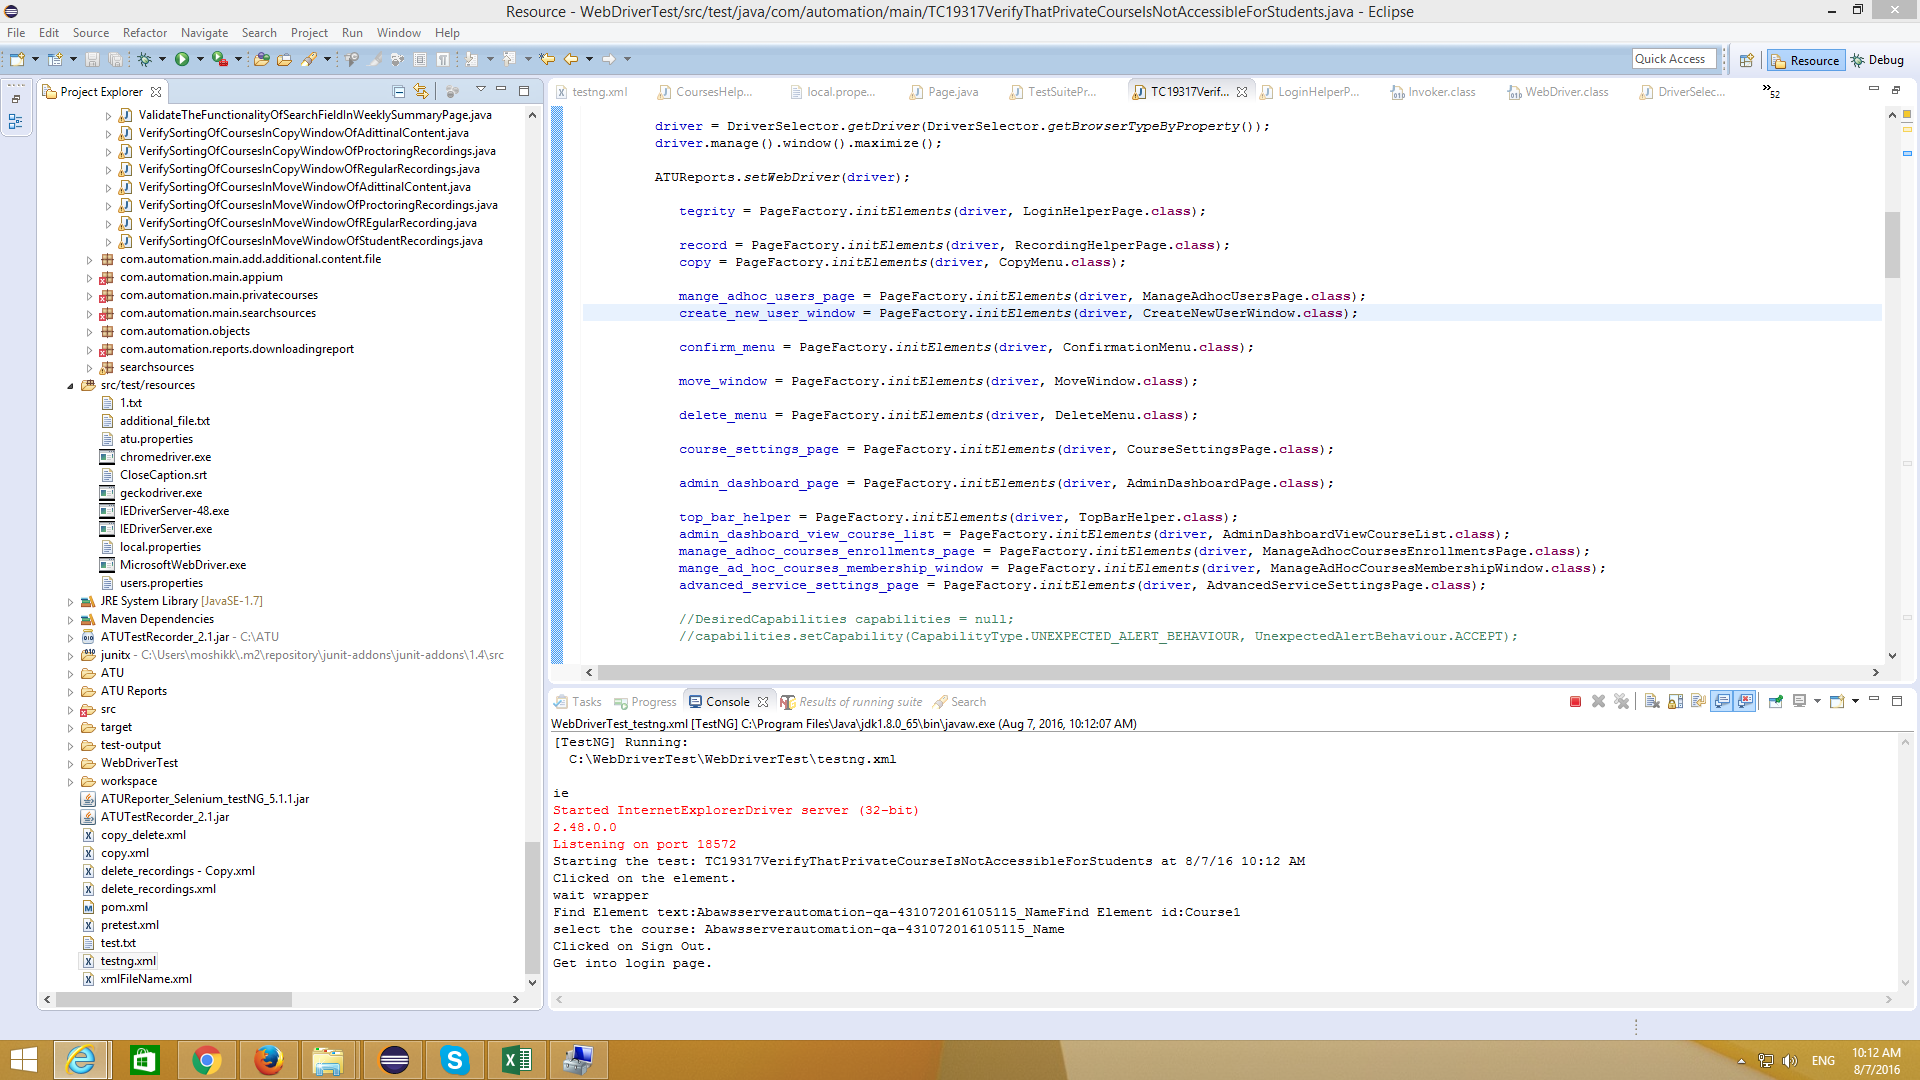 Resource - WebDriverTest/src/test/java/com/automation/main/TC19317VerifyThatPrivateCourseIsNotAccessibleForStudents.java - Eclipse
File Edit Source Refactor Navigate Search Project Run Window Help
Quick Access
Resource
Debug
Project Explorer
ValidateTheFunctionalityOfSearchFieldInWeeklySummaryPage.java
VerifySortingOfCoursesInCopyWindowOfAdittinalContent.java
VerifySortingOfCoursesInCopyWindowOfProctoringRecordings.java
VerifySortingOfCoursesInCopyWindowOfRegularRecordings.java
VerifySortingOfCoursesInMoveWindowOfAdittinalContent.java
VerifySortingOfCoursesInMoveWindowOfProctoringRecordings.java
VerifySortingOfCoursesInMoveWindowOfREgularRecording.java
VerifySortingOfCoursesInMoveWindowOfStudentRecordings.java
com.automation.main.add.additional.content.file
com.automation.main.appium
com.automation.main.privatecourses
com.automation.main.searchsources
com.automation.objects
com.automation.reports.downloadingreport
searchsources
src/test/resources
1.txt
additional_file.txt
atu.properties
chromedriver.exe
CloseCaption.srt
geckodriver.exe
IEDriverServer-48.exe
IEDriverServer.exe
local.properties
MicrosoftWebDriver.exe
users.properties
JRE System Library [JavaSE-1.7]
Maven Dependencies
ATUTestRecorder_2.1.jar - C:\ATU
junitx - C:\Users\moshikk\.m2\repository\junit-addons\junit-addons\1.4\src
ATU
ATU Reports
src
target
test-output
WebDriverTest
workspace
ATUReporter_Selenium_testNG_5.1.1.jar
ATUTestRecorder_2.1.jar
copy_delete.xml
copy.xml
delete_recordings - Copy.xml
delete_recordings.xml
pom.xml
pretest.xml
test.txt
testng.xml
xmlFileName.xml
testng.xml CoursesHelp... local.prope... Page.java TestSuitePr... TC19317Verif... LoginHelperP... Invoker.class WebDriver.class DriverSelec... »52
driver = DriverSelector.getDriver(DriverSelector.getBrowserTypeByProperty());
driver.manage().window().maximize();
ATUReports.setWebDriver(driver);
tegrity = PageFactory.initElements(driver, LoginHelperPage.class);
record = PageFactory.initElements(driver, RecordingHelperPage.class);
copy = PageFactory.initElements(driver, CopyMenu.class);
mange_adhoc_users_page = PageFactory.initElements(driver, ManageAdhocUsersPage.class);
create_new_user_window = PageFactory.initElements(driver, CreateNewUserWindow.class);
confirm_menu = PageFactory.initElements(driver, ConfirmationMenu.class);
move_window = PageFactory.initElements(driver, MoveWindow.class);
delete_menu = PageFactory.initElements(driver, DeleteMenu.class);
course_settings_page = PageFactory.initElements(driver, CourseSettingsPage.class);
admin_dashboard_page = PageFactory.initElements(driver, AdminDashboardPage.class);
top_bar_helper = PageFactory.initElements(driver, TopBarHelper.class);
admin_dashboard_view_course_list = PageFactory.initElements(driver, AdminDashboardViewCourseList.class);
manage_adhoc_courses_enrollments_page = PageFactory.initElements(driver, ManageAdhocCoursesEnrollmentsPage.class);
mange_ad_hoc_courses_membership_window = PageFactory.initElements(driver, ManageAdHocCoursesMembershipWindow.class);
advanced_service_settings_page = PageFactory.initElements(driver, AdvancedServiceSettingsPage.class);
//DesiredCapabilities capabilities = null;
//capabilities.setCapability(CapabilityType.UNEXPECTED_ALERT_BEHAVIOUR, UnexpectedAlertBehaviour.ACCEPT);
Tasks Progress Console Results of running suite Search
WebDriverTest_testng.xml [TestNG] C:\Program Files\Java\jdk1.8.0_65\bin\javaw.exe (Aug 7, 2016, 10:12:07 AM)
[TestNG] Running:
C:\WebDriverTest\WebDriverTest\testng.xml
ie
Started InternetExplorerDriver server (32-bit)
2.48.0.0
Listening on port 18572
Starting the test: TC19317VerifyThatPrivateCourseIsNotAccessibleForStudents at 8/7/16 10:12 AM
Clicked on the element.
wait wrapper
Find Element text:Abawsserverautomation-qa-431072016105115_NameFind Element id:Course1
select the course: Abawsserverautomation-qa-431072016105115_Name
Clicked on Sign Out.
Get into login page.
ENG
10:12 AM
8/7/2016